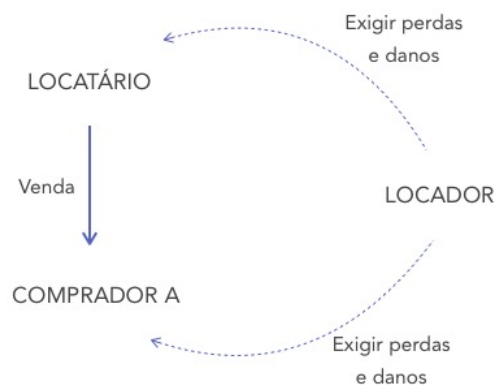 Exigir perdas
e danos
LOCATÁRIO
Venda
LOCADOR
COMPRADOR A
Exigir perdas
e danos